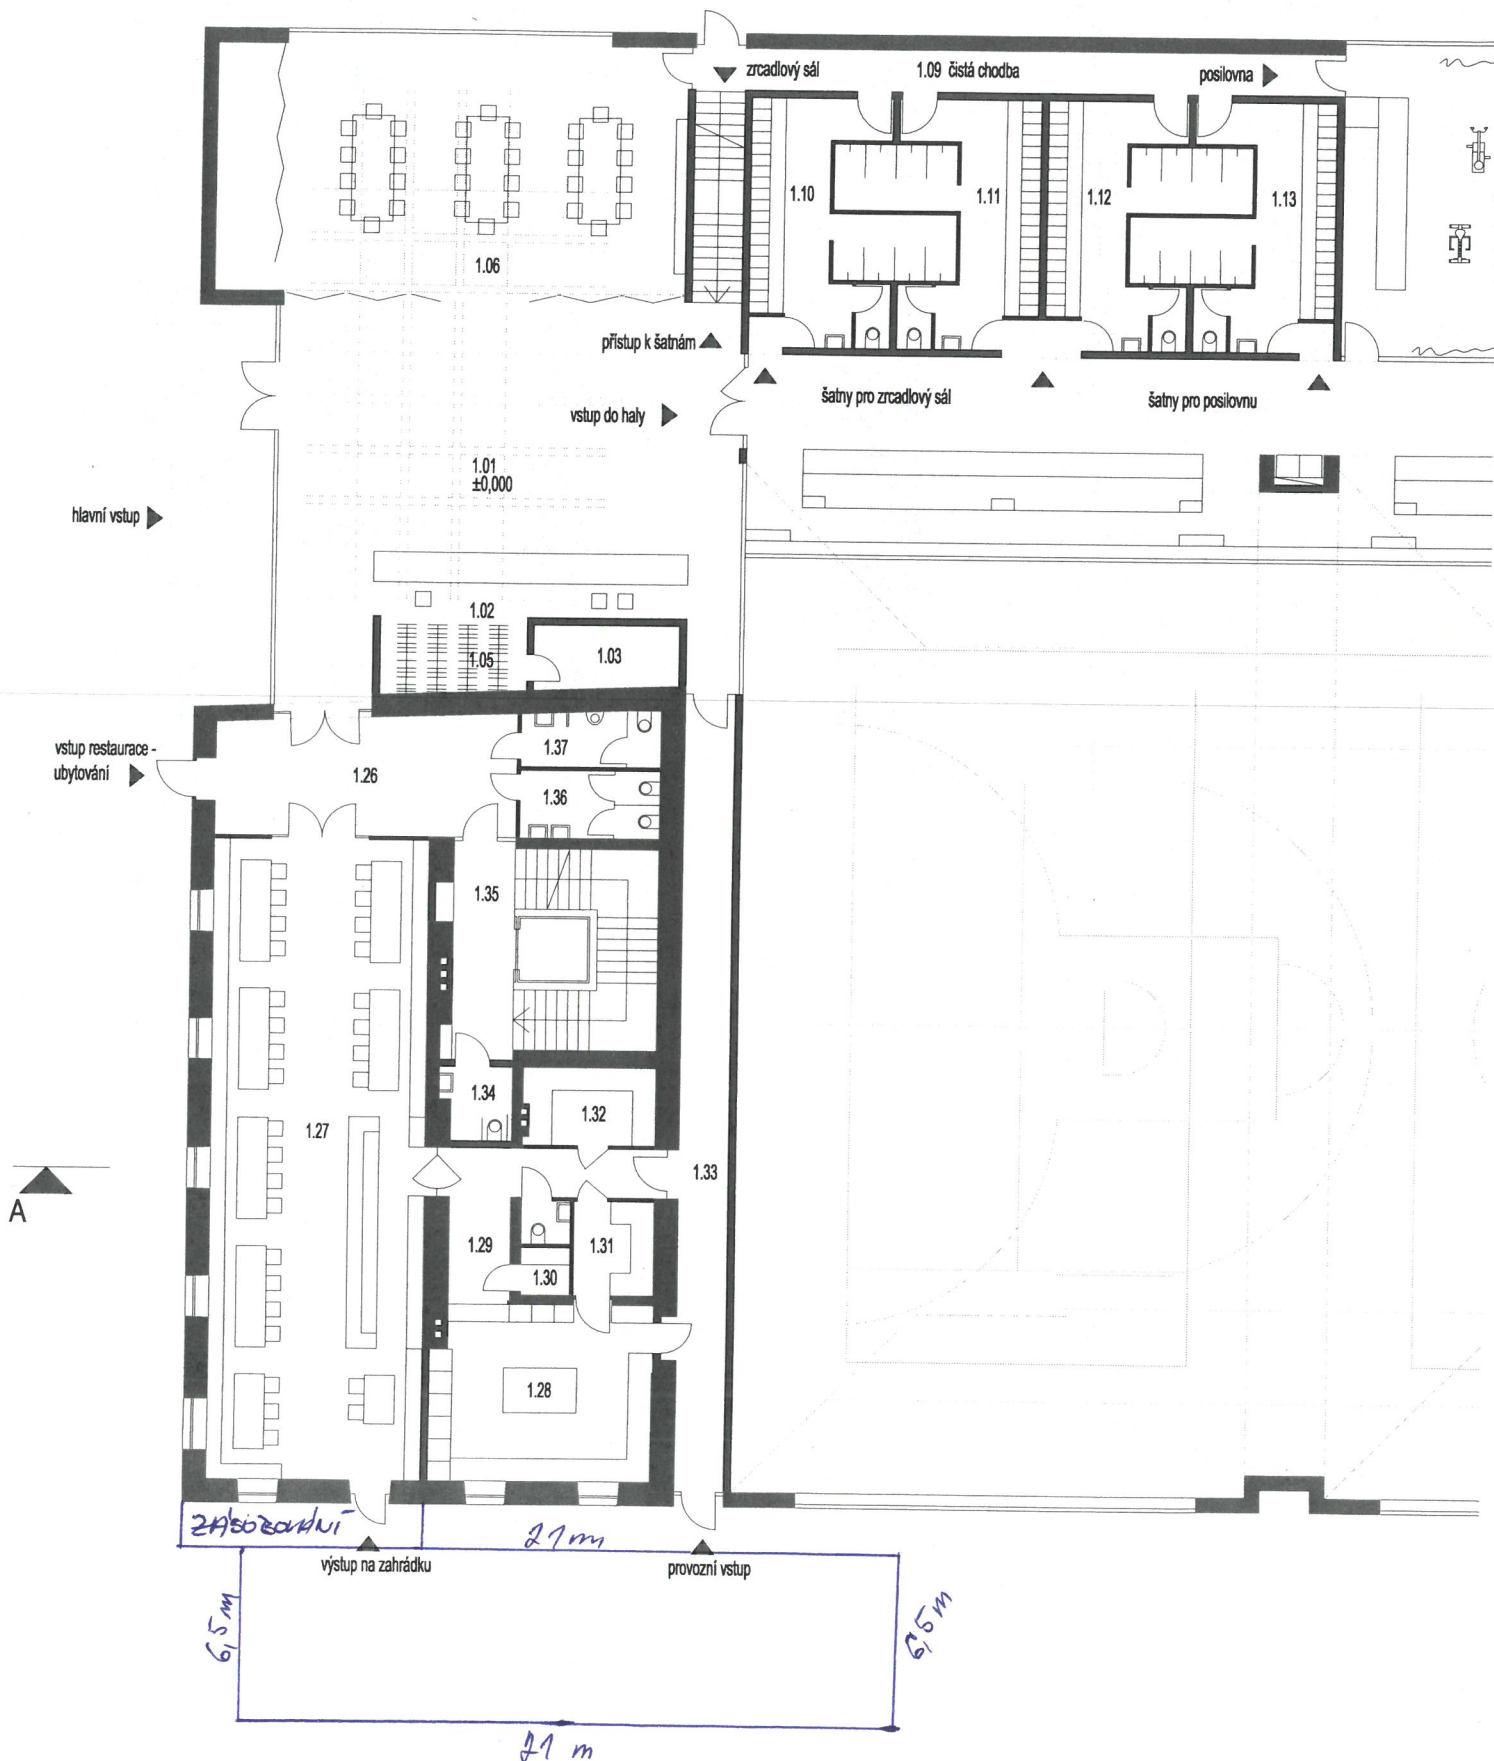 zrcadlový sál
1.09 čistá chodba
posilovna
1.10
1.11
1.12
1.13
1.06
přístup k šatnám
šatny pro zrcadlový sál
šatny pro posilovnu
vstup do haly
1.01
±0,000
hlavní vstup
1.02
1.05
1.03
vstup restaurace -
ubytování
1.37
1.26
1.36
1.35
1.34
1.32
1.27
1.33
A
1.29
1.31
1.30
1.28
ZÁSOBOVÁNÍ
21 m
výstup na zahrádku
provozní vstup
6,5 m
6,5 m
21 m